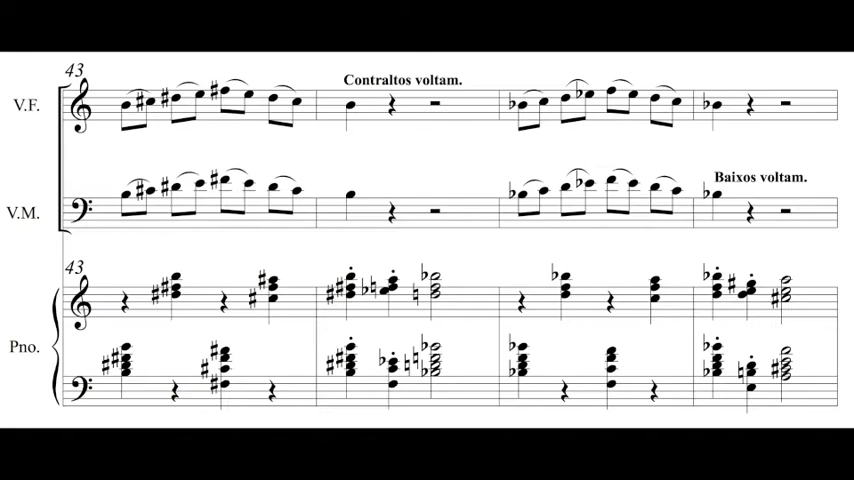 43
Contraltos voltam.
V.F.
Baixos voltam.
V.M.
43
Pno.